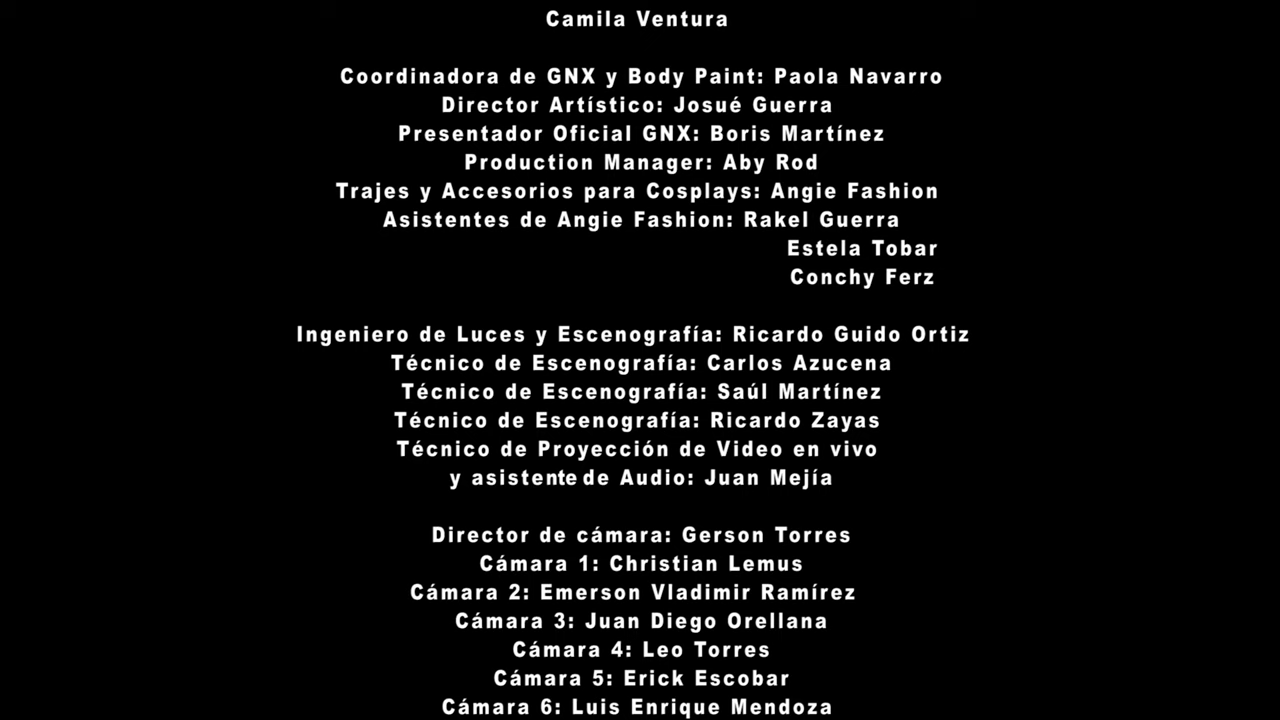 Camila Ventura
Coordinadora de GNX y Body Paint: Paola Navarro
Director Artístico: Josué Guerra
Presentador Oficial GNX: Boris Martínez
Production Manager: Aby Rod
Trajes y Accesorios para Cosplays: Angie Fashion
Asistentes de Angie Fashion: Rakel Guerra
Estela Tobar
Conchy Ferz
Ingeniero de Luces y Escenografía: Ricardo Guido Ortiz
Técnico de Escenografía: Carlos Azucena
Técnico de Escenografía: Saúl Martínez
Técnico de Escenografía: Ricardo Zayas
Técnico de Proyección de Video en vivo
y asistente de Audio: Juan Mejía
Director de cámara: Gerson Torres
Cámara 1: Christian Lemus
Cámara 2: Emerson Vladimir Ramírez
Cámara 3: Juan Diego Orellana
Cámara 4: Leo Torres
Cámara 5: Erick Escobar
Cámara 6: Luis Enrique Mendoza